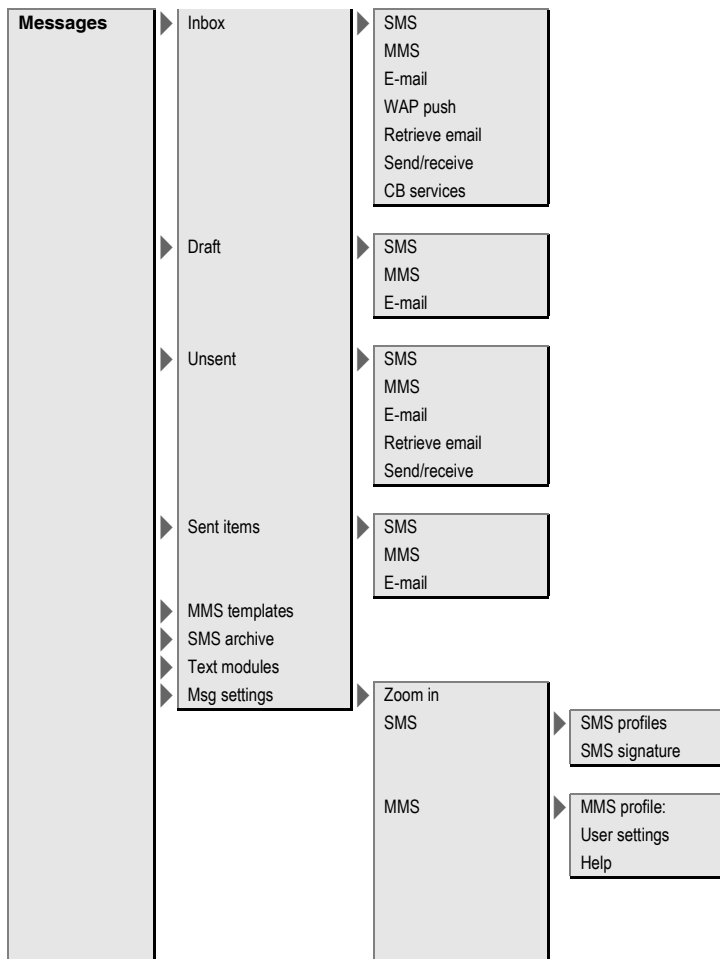 Messages
Inbox
SMS
MMS
E-mail
WAP push
Retrieve email
Send/receive
CB services
Draft
SMS
MMS
E-mail
Unsent
SMS
MMS
E-mail
Retrieve email
Send/receive
Sent items
SMS
MMS
E-mail
MMS templates
SMS archive
Text modules
Msg settings
Zoom in
SMS
SMS profiles
SMS signature
MMS
MMS profile:
User settings
Help